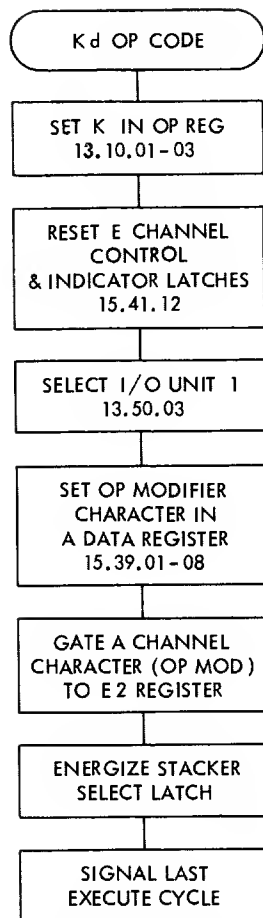 Kd OP CODE
SET K IN OP REG
13.10.01-03
RESET E CHANNEL
CONTROL
& INDICATOR LATCHES
15.41.12
SELECT I/O UNIT 1
13.50.03
SET OP MODIFIER
CHARACTER IN
A DATA REGISTER
15.39.01-08
GATE A CHANNEL
CHARACTER (OP MOD)
TO E2 REGISTER
ENERGIZE STACKER
SELECT LATCH
SIGNAL LAST
EXECUTE CYCLE